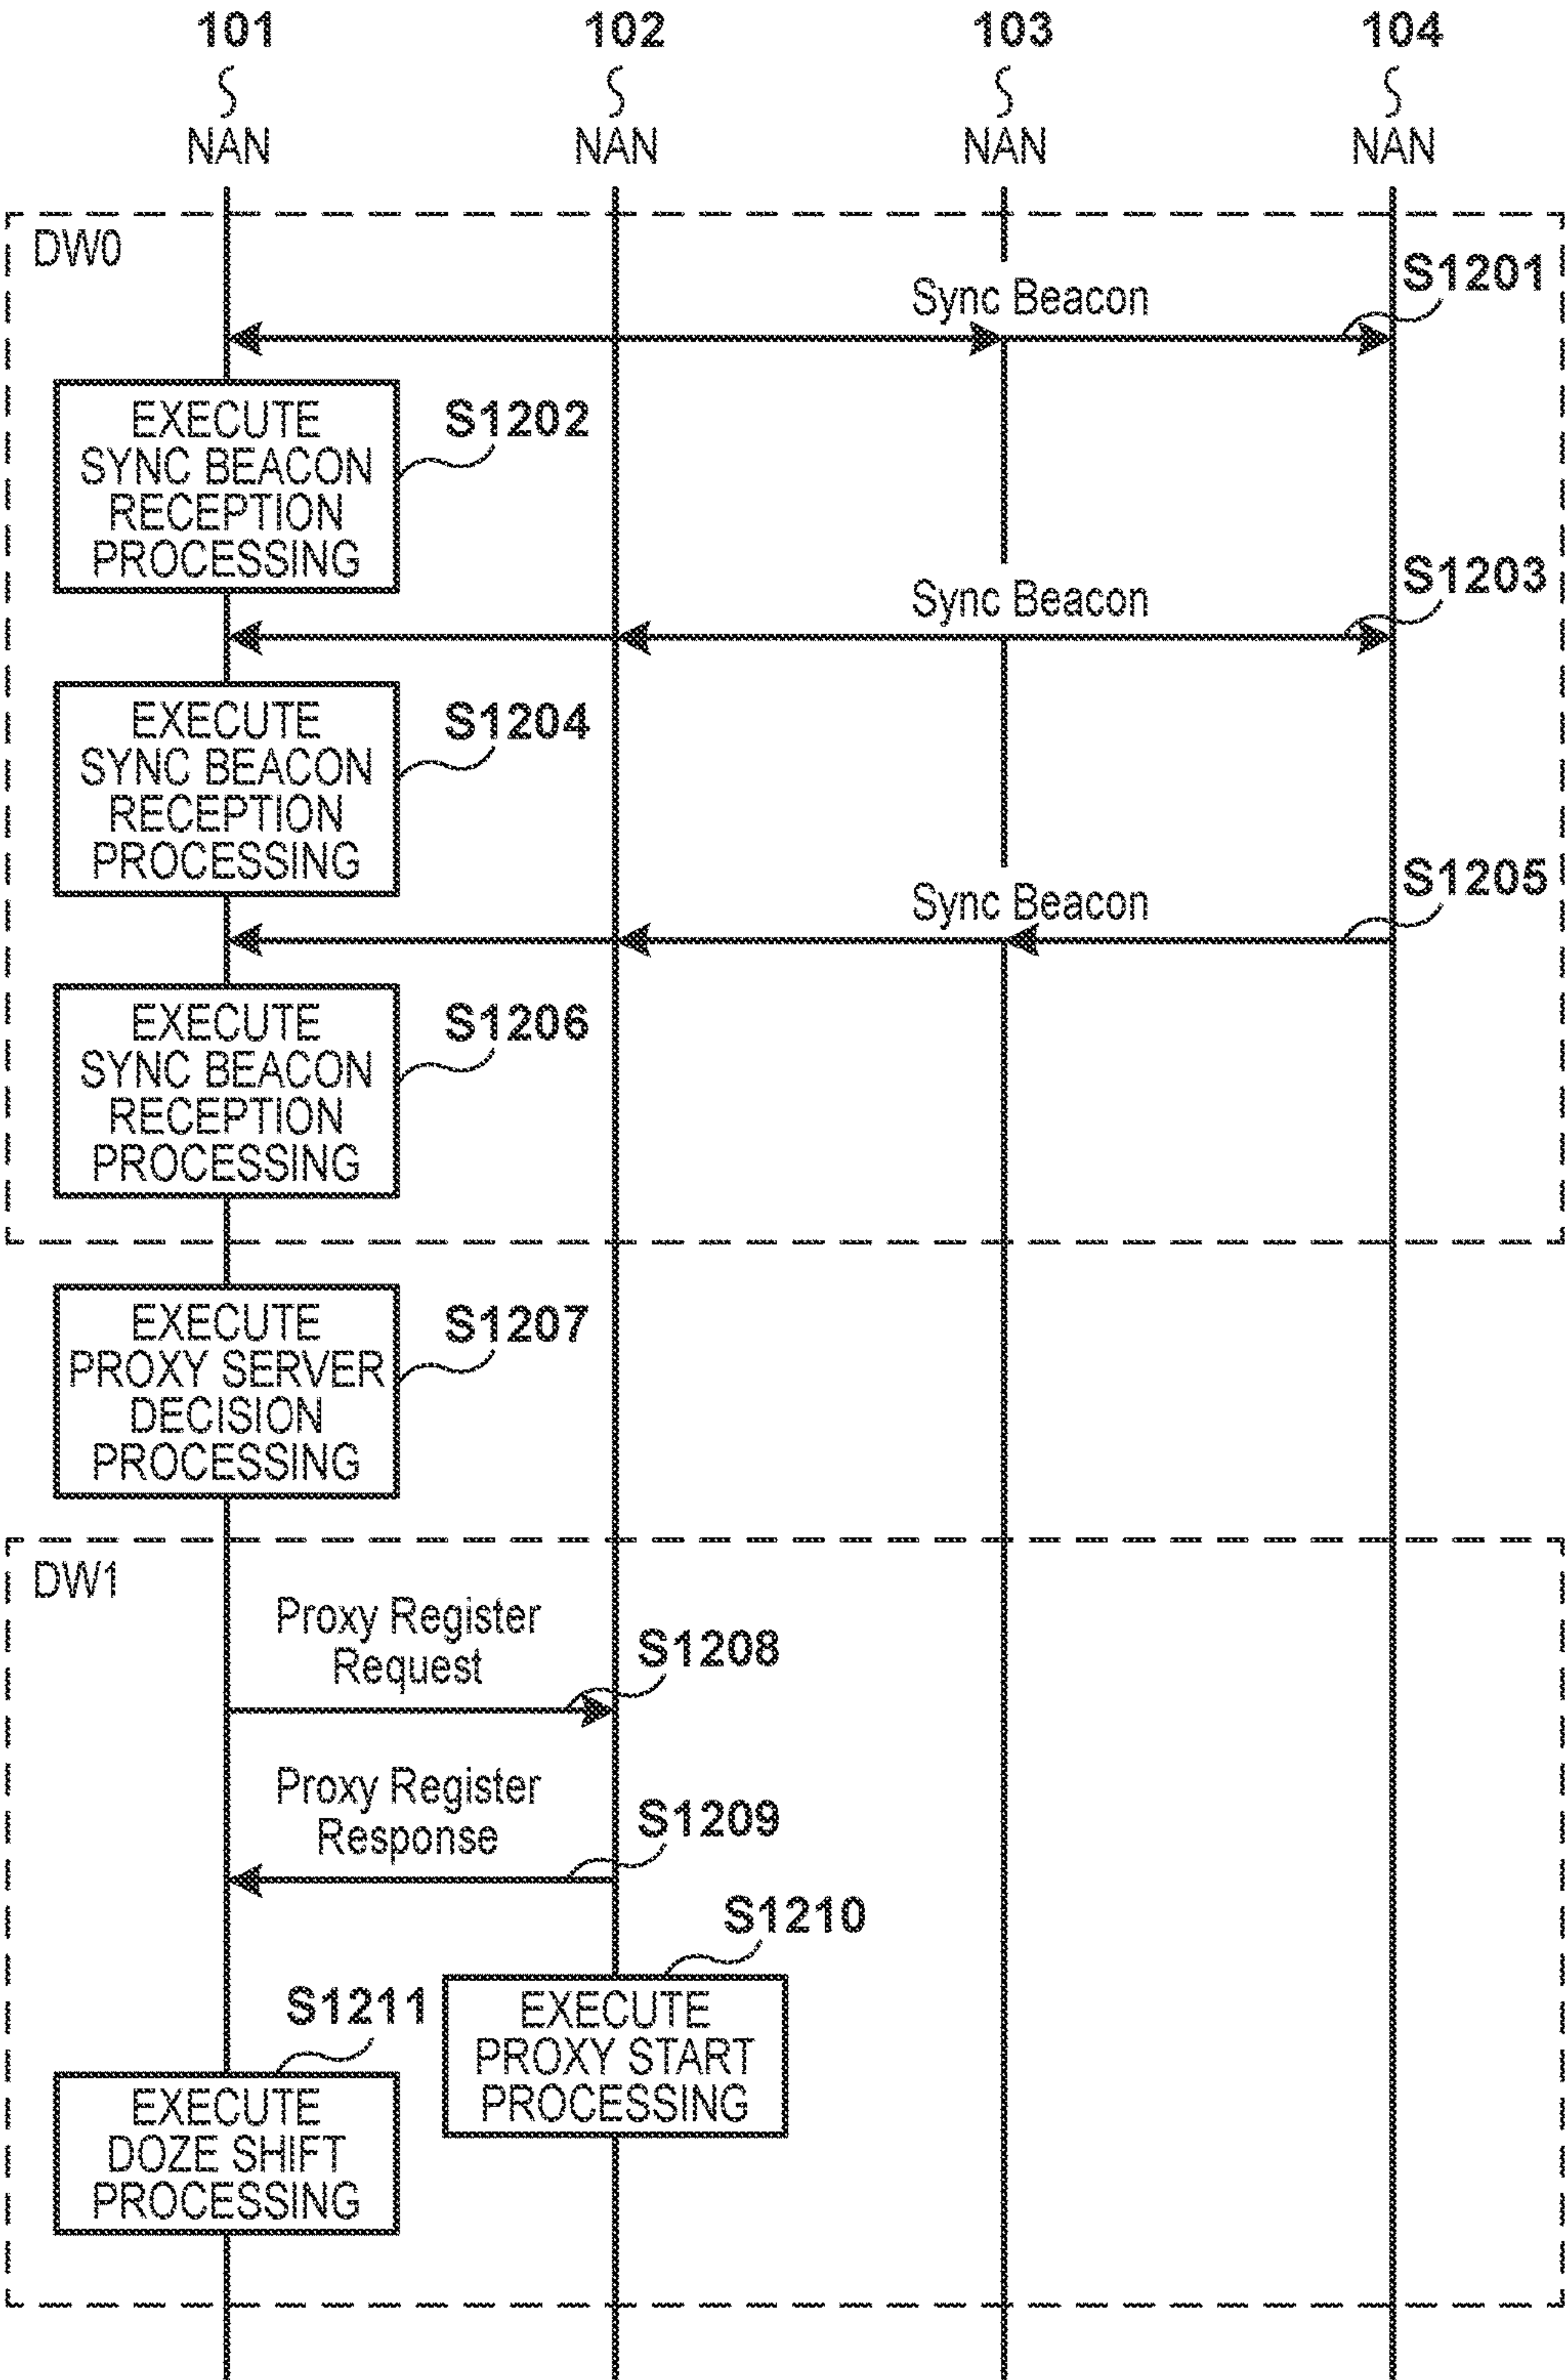 101 102 103 104
NAN NAN NAN NAN
DW0
Sync Beacon S1201
EXECUTE
SYNC BEACON
RECEPTION
PROCESSING
S1202
Sync Beacon S1203
EXECUTE
SYNC BEACON
RECEPTION
PROCESSING
S1204
Sync Beacon S1205
EXECUTE
SYNC BEACON
RECEPTION
PROCESSING
S1206
EXECUTE
PROXY SERVER
DECISION
PROCESSING
S1207
DW1
Proxy Register
Request
S1208
Proxy Register
Response
S1209
S1210
EXECUTE
PROXY START
PROCESSING
S1211
EXECUTE
DOZE SHIFT
PROCESSING